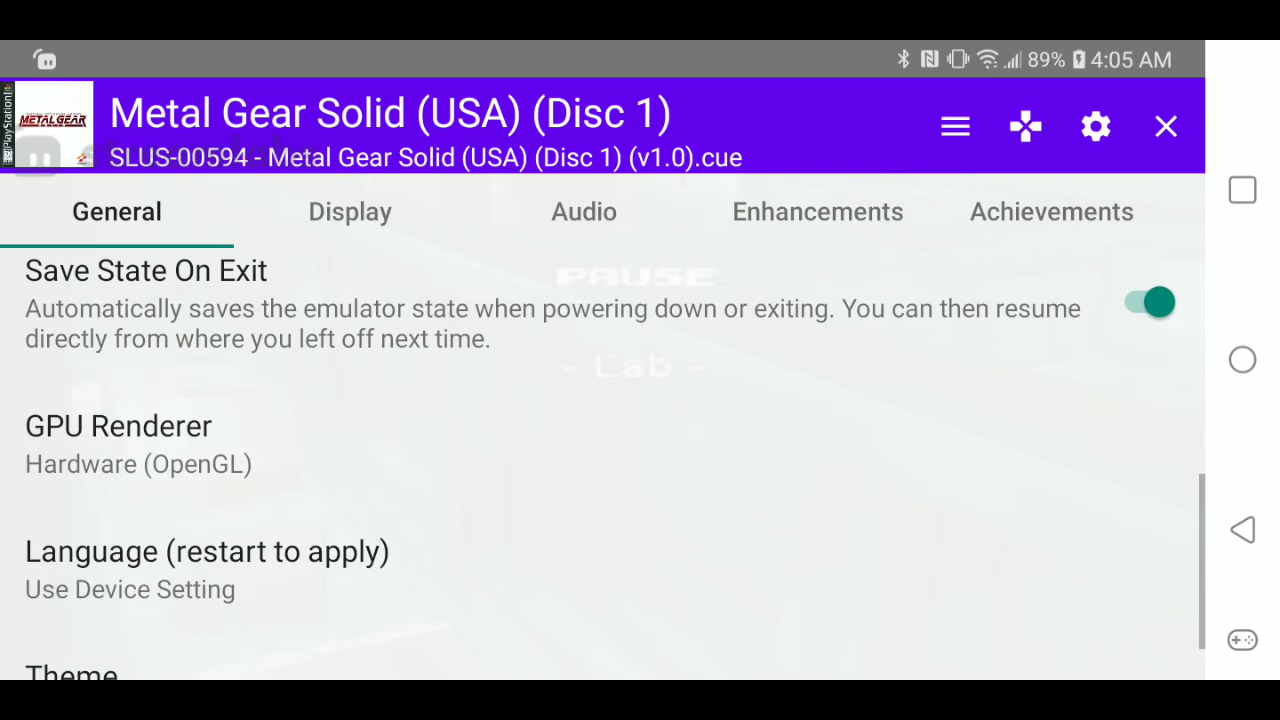 89% 4:05 AM
PlayStation
METAL GEAR
Metal Gear Solid (USA) (Disc 1)
SLUS-00594 - Metal Gear Solid (USA) (Disc 1) (v1.0).cue
General Display Audio Enhancements Achievements
PAUSE
Save State On Exit
Automatically saves the emulator state when powering down or exiting. You can then resume
directly from where you left off next time.
- Lab -
GPU Renderer
Hardware (OpenGL)
Language (restart to apply)
Use Device Setting
Theme